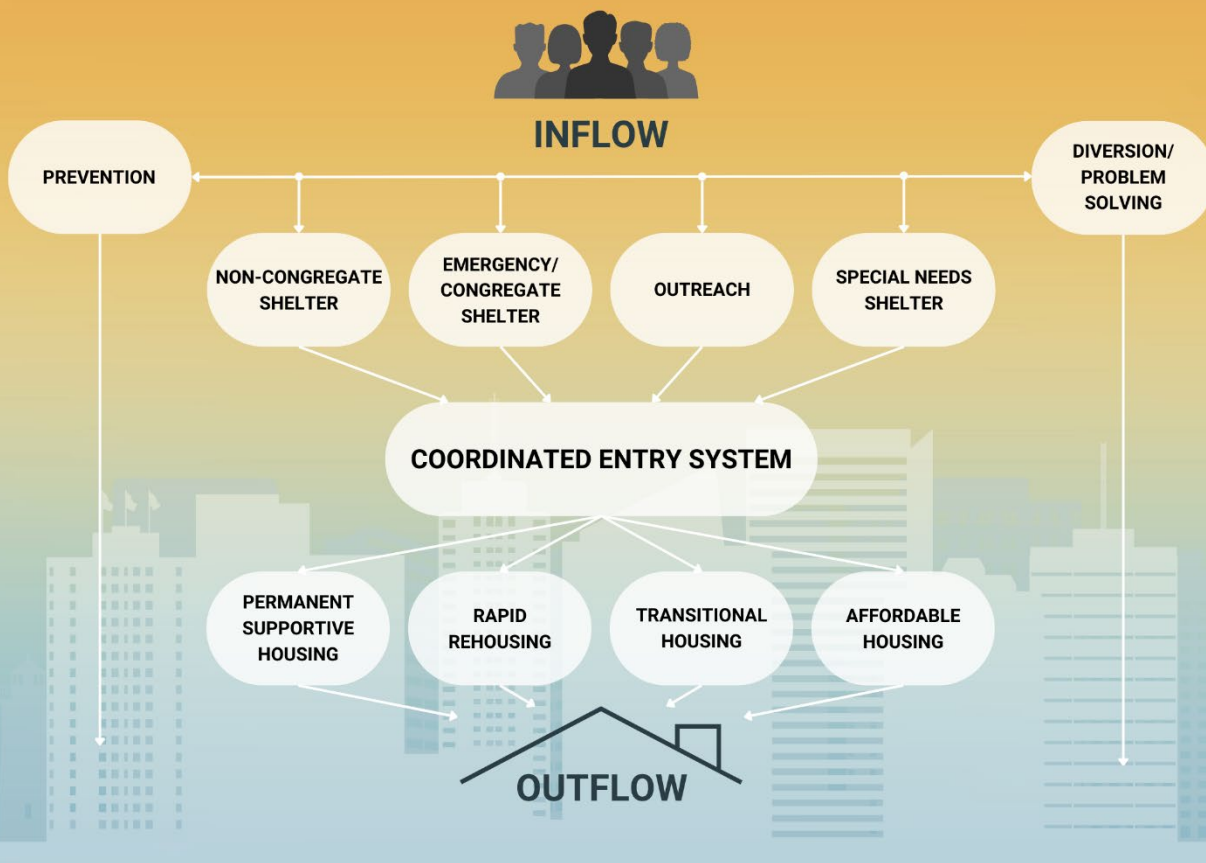 INFLOW
PREVENTION
DIVERSION/
PROBLEM
SOLVING
NON-CONGREGATE
SHELTER
EMERGENCY/
CONGREGATE
SHELTER
OUTREACH
SPECIAL NEEDS
SHELTER
COORDINATED ENTRY SYSTEM
PERMANENT
SUPPORTIVE
HOUSING
RAPID
REHOUSING
TRANSITIONAL
HOUSING
AFFORDABLE
HOUSING
OUTFLOW